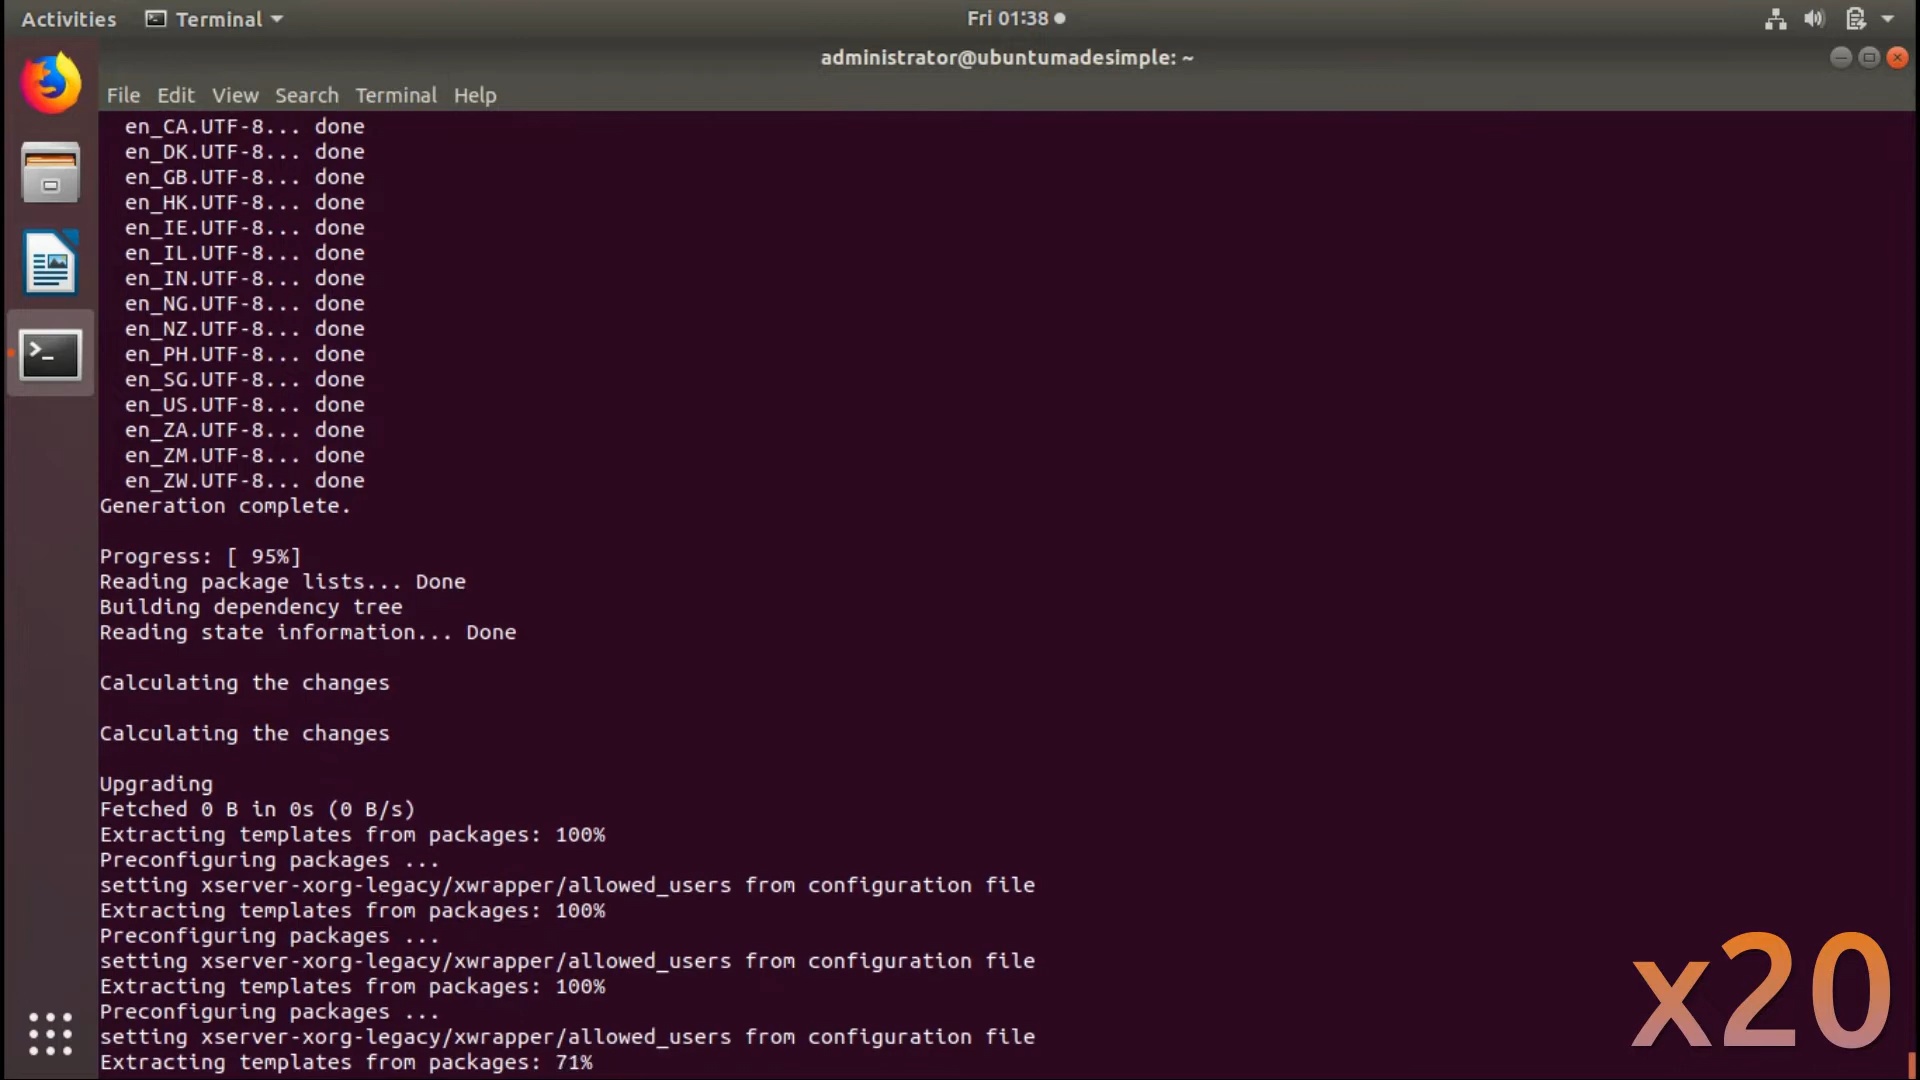 Activities Terminal Fri 01:38
administrator@ubuntumadesimple: ~
File Edit View Search Terminal Help
en_CA.UTF-8... done
en_DK.UTF-8... done
en_GB.UTF-8... done
en_HK.UTF-8... done
en_IE.UTF-8... done
en_IL.UTF-8... done
en_IN.UTF-8... done
en_NG.UTF-8... done
en_NZ.UTF-8... done
en_PH.UTF-8... done
en_SG.UTF-8... done
en_US.UTF-8... done
en_ZA.UTF-8... done
en_ZM.UTF-8... done
en_ZW.UTF-8... done
Generation complete.
Progress: [ 95%]
Reading package lists... Done
Building dependency tree
Reading state information... Done
Calculating the changes
Calculating the changes
Upgrading
Fetched 0 B in 0s (0 B/s)
Extracting templates from packages: 100%
Preconfiguring packages ...
setting xserver-xorg-legacy/xwrapper/allowed_users from configuration file
Extracting templates from packages: 100%
Preconfiguring packages ...
setting xserver-xorg-legacy/xwrapper/allowed_users from configuration file
Extracting templates from packages: 100%
Preconfiguring packages ...
setting xserver-xorg-legacy/xwrapper/allowed_users from configuration file
Extracting templates from packages: 71%
x20